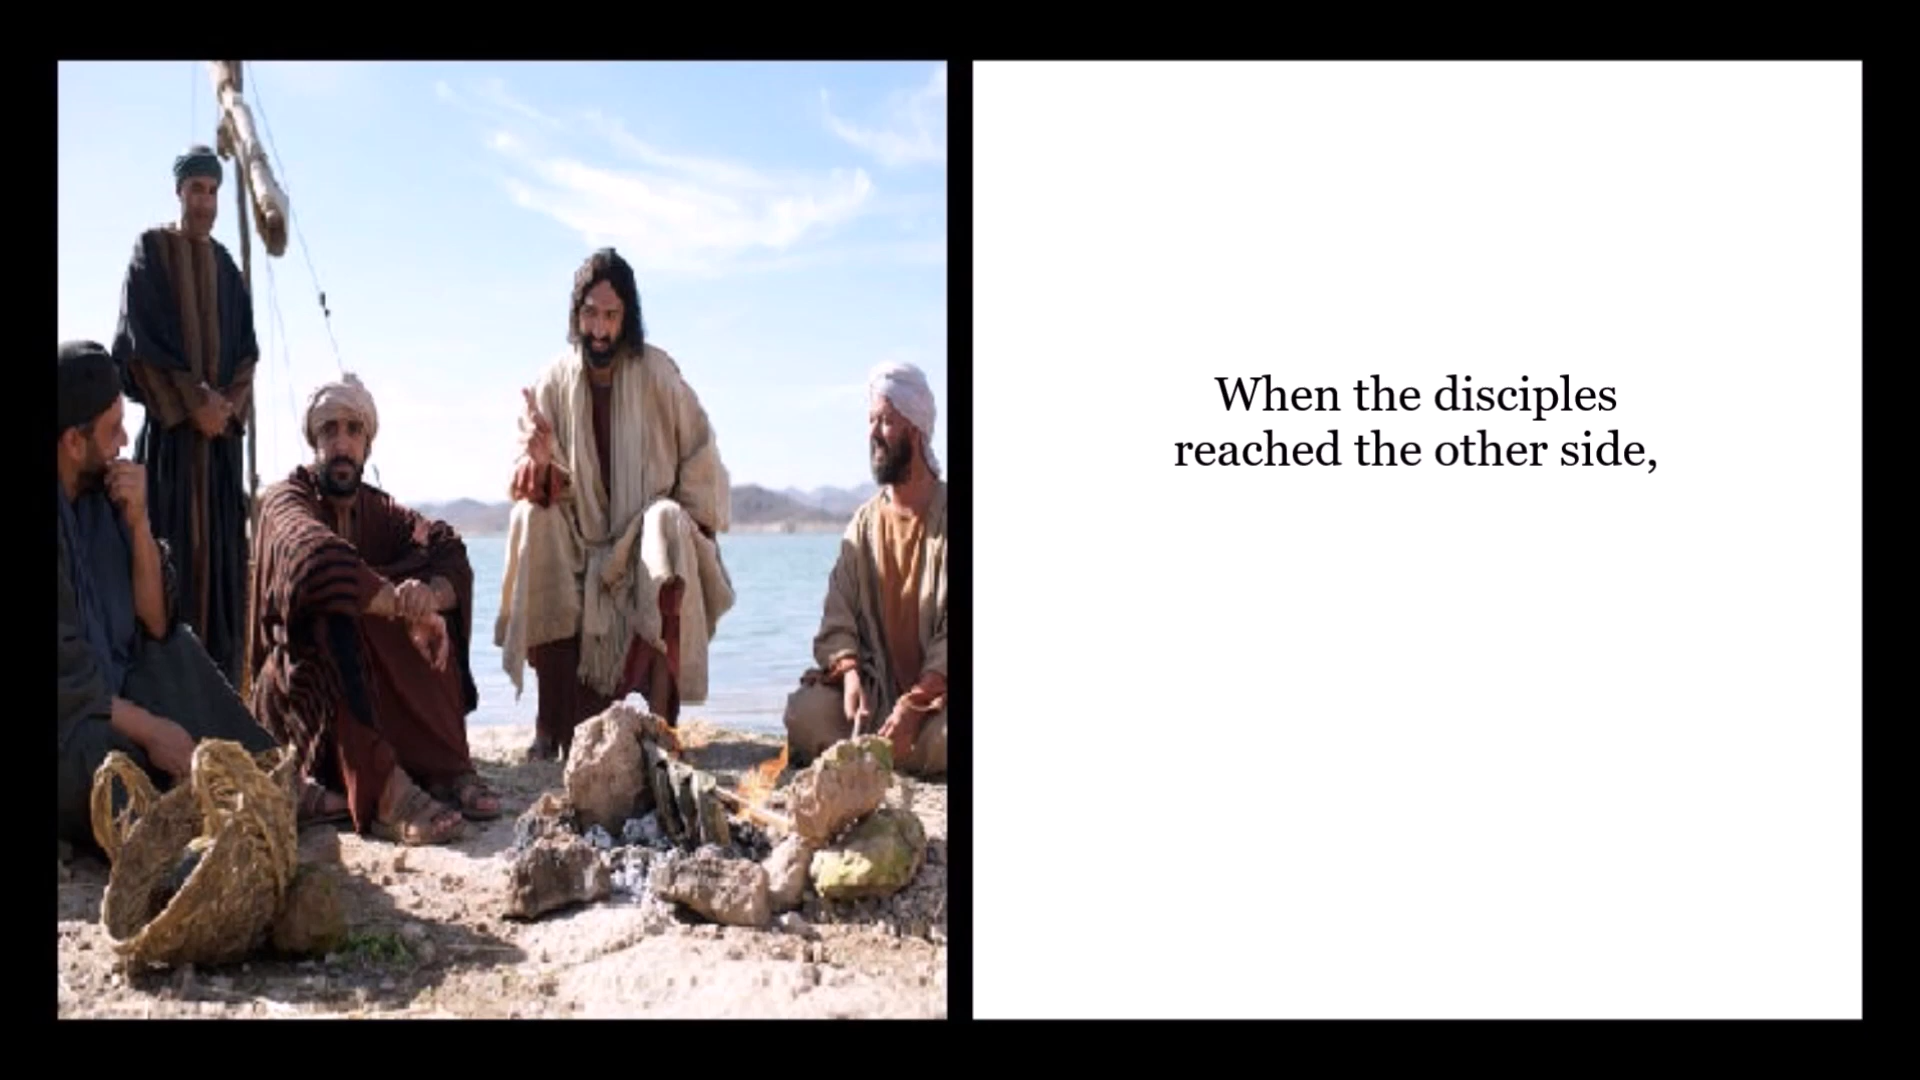 When the disciples
reached the other side,